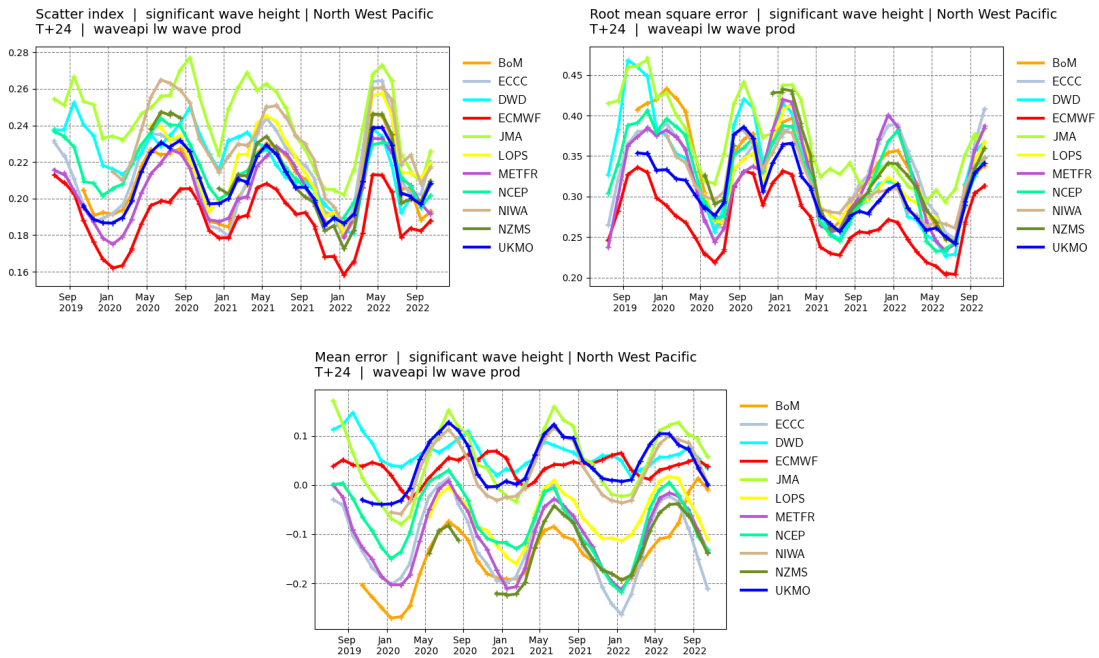 Scatter index | significant wave height | North West Pacific
T+24 | waveapi lw wave prod
0.28
0.26
0.24
0.22
0.20
0.18
0.16
Sep 2019
Jan 2020
May 2020
Sep 2020
Jan 2021
May 2021
Sep 2021
Jan 2022
May 2022
Sep 2022
BoM
ECCC
DWD
ECMWF
JMA
LOPS
METFR
NCEP
NIWA
NZMS
UKMO
Root mean square error | significant wave height | North West Pacific
T+24 | waveapi lw wave prod
0.45
0.40
0.35
0.30
0.25
0.20
Sep 2019
Jan 2020
May 2020
Sep 2020
Jan 2021
May 2021
Sep 2021
Jan 2022
May 2022
Sep 2022
BoM
ECCC
DWD
ECMWF
JMA
LOPS
METFR
NCEP
NIWA
NZMS
UKMO
Mean error | significant wave height | North West Pacific
T+24 | waveapi lw wave prod
0.1
0.0
−0.1
−0.2
Sep 2019
Jan 2020
May 2020
Sep 2020
Jan 2021
May 2021
Sep 2021
Jan 2022
May 2022
Sep 2022
BoM
ECCC
DWD
ECMWF
JMA
LOPS
METFR
NCEP
NIWA
NZMS
UKMO